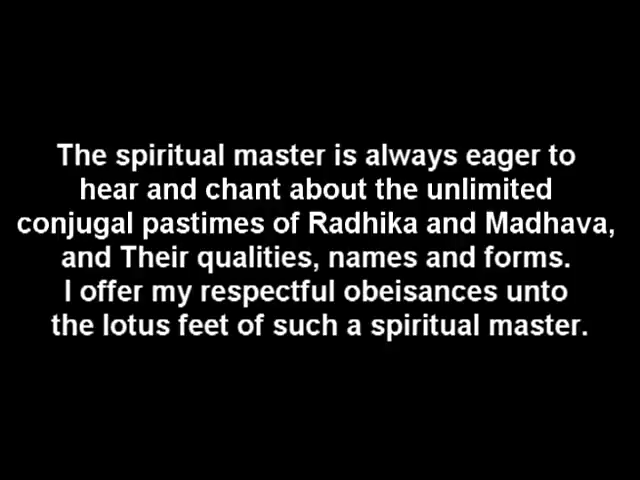 The spiritual master is always eager to
hear and chant about the unlimited
conjugal pastimes of Radhika and Madhava,
and Their qualities, names and forms.
I offer my respectful obeisances unto
the lotus feet of such a spiritual master.